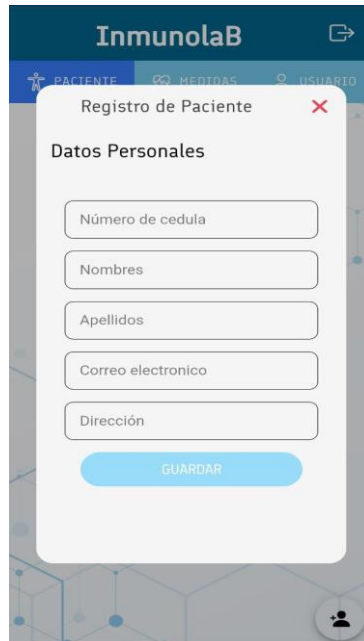 InmunolaB
PACIENTE MEDIDAS USUARIO
Registro de Paciente
Datos Personales
Número de cedula
Nombres
Apellidos
Correo electronico
Dirección
GUARDAR